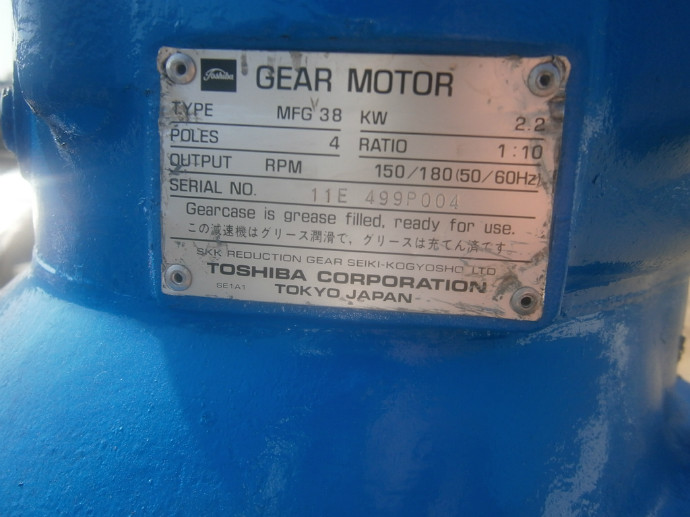 Toshiba GEAR MOTOR
TYPE MFG V 38 KW 2.2
POLES 4 RATIO 1:10
OUTPUT RPM 150/180(50/60Hz)
SERIAL NO. 11E 499P004
Gearcase is grease filled, ready for use.
この減速機はグリース潤滑で、グリースは充てん済です
SKK REDUCTION GEAR SEIKI-KOGYOSHO LTD
TOSHIBA CORPORATION
SE1A1 TOKYO JAPAN